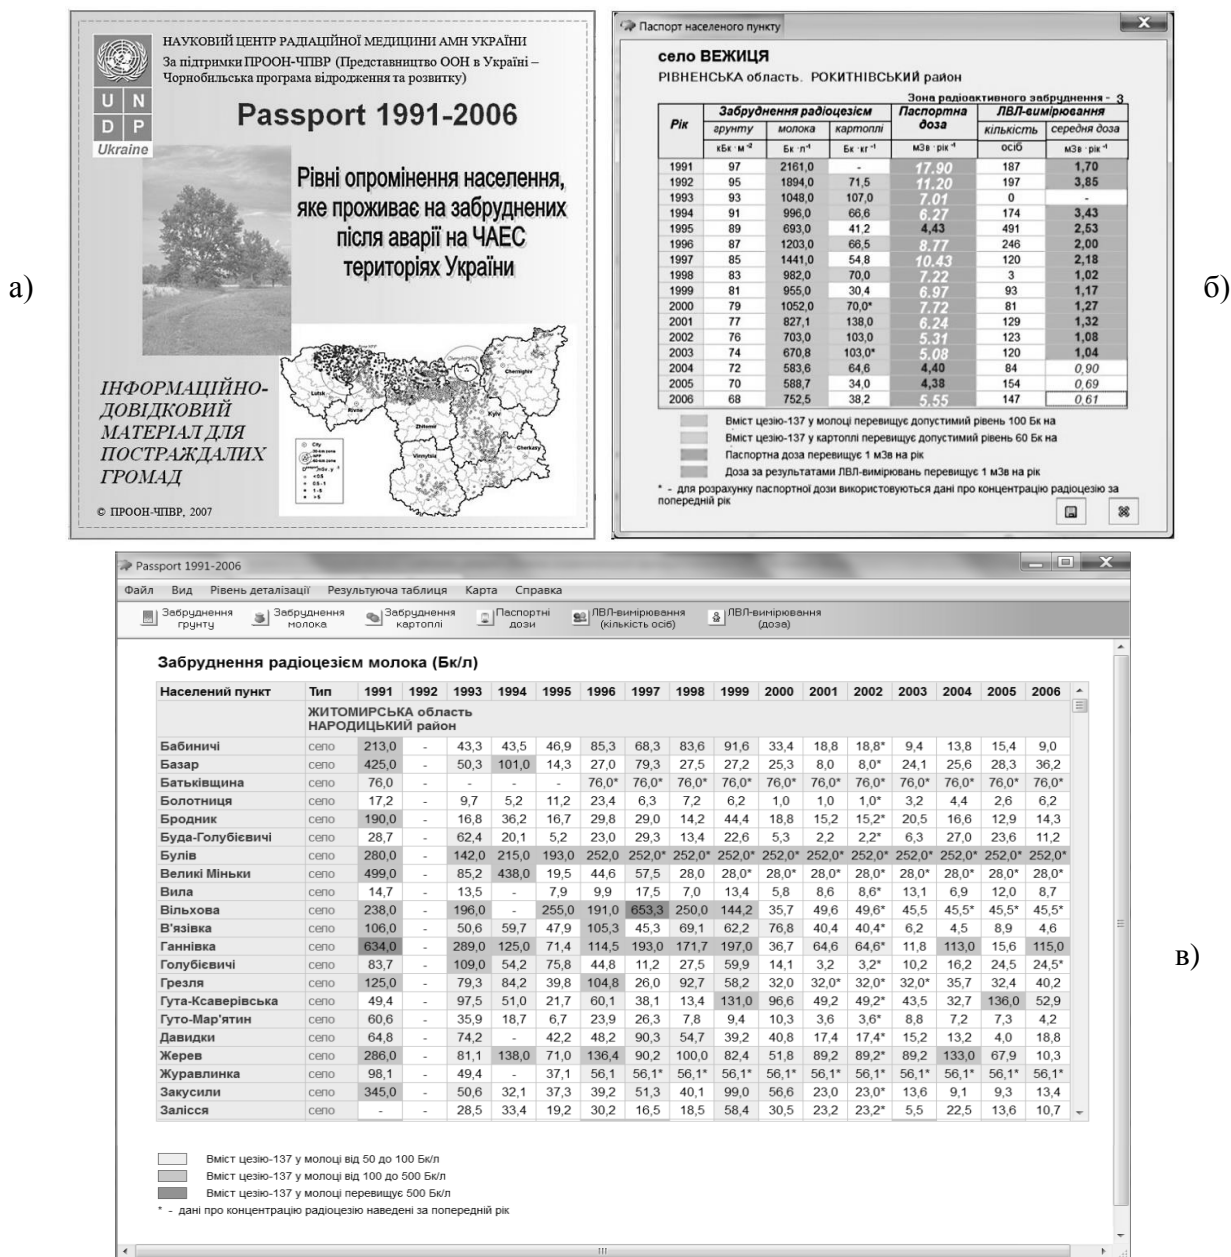 а)
НАУКОВИЙ ЦЕНТР РАДІАЦІЙНОЇ МЕДИЦИНИ АМН УКРАЇНИ
За підтримки ПРООН-ЧПВР (Представництво ООН в Україні –
Чорнобильська програма відродження та розвитку)
U N
D P
Ukraine
Passport 1991-2006
Рівні опромінення населення,
яке проживає на забруднених
після аварії на ЧАЕС
територіях України
ІНФОРМАЦІЙНО-
ДОВІДКОВИЙ
МАТЕРІАЛ ДЛЯ
ПОСТРАЖДАЛИХ
ГРОМАД
Lutsk
Rivne
Zhitomir
Kyiv
Chernigiv
Vinnytsia
Cherkasy
City
© ПРООН-ЧПВР, 2007
б)
Паспорт населеного пункту
село ВЕЖИЦЯ
РІВНЕНСЬКА область. РОКИТНІВСЬКИЙ район
Зона радіоактивного забруднення - 3
Рік Забруднення радіоцезієм Паспортна доза ЛВЛ-вимірювання
грунту молока картоплі кількість середня доза
кБк·м⁻² Бк·л⁻¹ Бк·кг⁻¹ мЗв·рік⁻¹ осіб мЗв·рік⁻¹
1991 97 2161,0 - 17.90 187 1,70
1992 95 1894,0 71,5 11.20 197 3,85
1993 93 1048,0 107,0 7.01 0 -
1994 91 996,0 66,6 6.27 174 3,43
1995 89 693,0 41,2 4,43 491 2,53
1996 87 1203,0 66,5 8.77 246 2,00
1997 85 1441,0 54,8 10.43 120 2,18
1998 83 982,0 70,0 7.22 3 1,02
1999 81 955,0 30,4 6.97 93 1,17
2000 79 1052,0 70,0* 7.72 81 1,27
2001 77 827,1 138,0 6.24 129 1,32
2002 76 703,0 103,0 5.31 123 1,08
2003 74 670,8 103,0* 5.08 120 1,04
2004 72 583,6 64,6 4,40 84 0,90
2005 70 588,7 34,0 4,38 154 0,69
2006 68 752,5 38,2 5.55 147 0,61
Вміст цезію-137 у молоці перевищує допустимий рівень 100 Бк на
Вміст цезію-137 у картоплі перевищує допустимий рівень 60 Бк на
Паспортна доза перевищує 1 мЗв на рік
Доза за результатами ЛВЛ-вимірювань перевищує 1 мЗв на рік
* - для розрахунку паспортної дози використовуються дані про концентрацію радіоцезію за
попередній рік
Passport 1991-2006
Файл Вид Рівень деталізації Результуюча таблиця Карта Справка
Забруднення грунту Забруднення молока Забруднення картоплі Паспортні дози ЛВЛ-вимірювання (кількість осіб) ЛВЛ-вимірювання (доза)
Забруднення радіоцезієм молока (Бк/л)
Населений пункт Тип 1991 1992 1993 1994 1995 1996 1997 1998 1999 2000 2001 2002 2003 2004 2005 2006
ЖИТОМИРСЬКА область
НАРОДИЦЬКИЙ район
Бабиничі село 213,0 - 43,3 43,5 46,9 85,3 68,3 83,6 91,6 33,4 18,8 18,8* 9,4 13,8 15,4 9,0
Базар село 425,0 - 50,3 101,0 14,3 27,0 79,3 27,5 27,2 25,3 8,0 8,0* 24,1 25,6 28,3 36,2
Батьківщина село 76,0 - - - - 76,0* 76,0* 76,0* 76,0* 76,0* 76,0* 76,0* 76,0* 76,0* 76,0* 76,0*
Болотниця село 17,2 - 9,7 5,2 11,2 23,4 6,3 7,2 6,2 1,0 1,0 1,0* 3,2 4,4 2,6 6,2
Бродник село 190,0 - 16,8 36,2 16,7 29,8 29,0 14,2 44,4 18,8 15,2 15,2* 20,5 16,6 12,9 14,3
Буда-Голубієвичі село 28,7 - 62,4 20,1 5,2 23,0 29,3 13,4 22,6 5,3 2,2 2,2* 6,3 27,0 23,6 11,2
Булів село 280,0 - 142,0 215,0 193,0 252,0 252,0* 252,0* 252,0* 252,0* 252,0* 252,0* 252,0* 252,0* 252,0* 252,0*
Великі Міньки село 499,0 - 85,2 438,0 19,5 44,6 57,5 28,0 28,0* 28,0* 28,0* 28,0* 28,0* 28,0* 28,0* 28,0*
Вила село 14,7 - 13,5 - 7,9 9,9 17,5 7,0 13,4 5,8 8,6 8,6* 13,1 6,9 12,0 8,7
Вільхова село 238,0 - 196,0 - 255,0 191,0 653,3 250,0 144,2 35,7 49,6 49,6* 45,5 45,5* 45,5* 45,5*
В'язівка село 106,0 - 50,6 59,7 47,9 105,3 45,3 69,1 62,2 76,8 40,4 40,4* 6,2 4,5 8,9 4,6
Ганнівка село 634,0 - 289,0 125,0 71,4 114,5 193,0 171,7 197,0 36,7 64,6 64,6* 11,8 113,0 15,6 115,0
Голубієвичі село 83,7 - 109,0 54,2 75,8 44,8 11,2 27,5 59,9 14,1 3,2 3,2* 10,2 16,2 24,5 24,5*
Грезля село 125,0 - 79,3 84,2 39,8 104,8 26,0 92,7 58,2 32,0 32,0* 32,0* 32,0* 35,7 32,4 40,2
Гута-Ксаверівська село 49,4 - 97,5 51,0 21,7 60,1 38,1 13,4 131,0 96,6 49,2 49,2* 43,5 32,7 136,0 52,9
Гуто-Мар'ятин село 60,6 - 35,9 18,7 6,7 23,9 26,3 7,8 9,4 10,3 3,6 3,6* 8,8 7,2 7,3 4,2
Давидки село 64,8 - 74,2 - 42,2 48,2 90,3 54,7 39,2 40,8 17,4 17,4* 15,2 13,2 4,0 18,8
Жерев село 286,0 - 81,1 138,0 71,0 136,4 90,2 100,0 82,4 51,8 89,2 89,2* 89,2 133,0 67,9 10,3
Журавлинка село 98,1 - 49,4 - 37,1 56,1 56,1* 56,1* 56,1* 56,1* 56,1* 56,1* 56,1* 56,1* 56,1* 56,1*
Закусили село 345,0 - 50,6 32,1 37,3 39,2 51,3 40,1 99,0 56,6 23,0 23,0* 13,6 9,1 9,3 13,4
Залісся село - - 28,5 33,4 19,2 30,2 16,5 18,5 58,4 30,5 23,2 23,2* 5,5 22,5 13,6 10,7
Вміст цезію-137 у молоці від 50 до 100 Бк/л
Вміст цезію-137 у молоці від 100 до 500 Бк/л
Вміст цезію-137 у молоці перевищує 500 Бк/л
* - дані про концентрацію радіоцезію наведені за попередній рік
в)